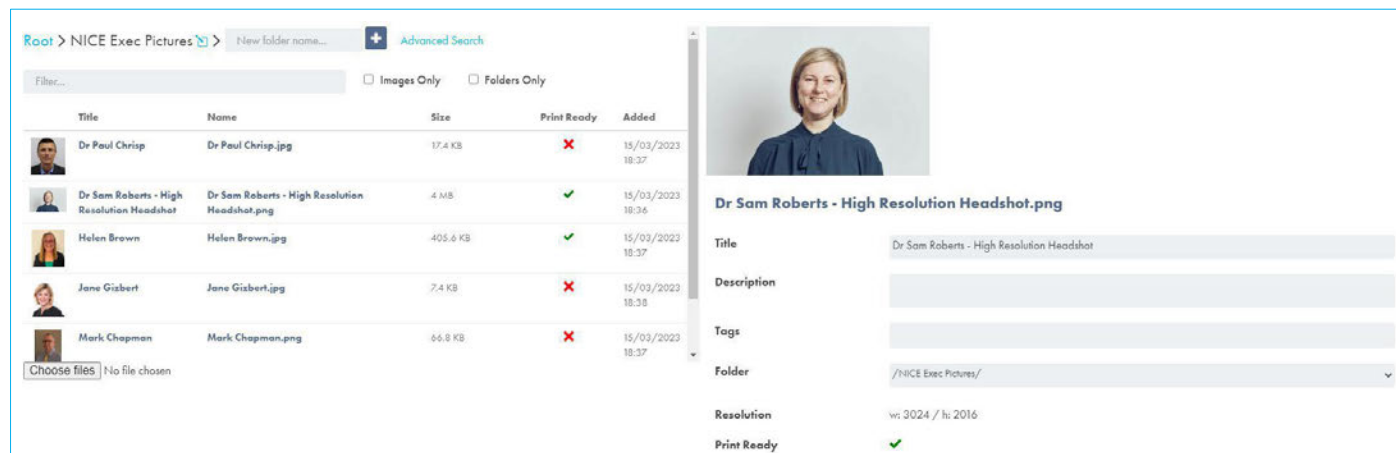 Root > NICE Exec Pictures > New folder name... + Advanced Search
Filter... Images Only Folders Only
Title Name Size Print Ready Added
Dr Paul Chrisp Dr Paul Chrisp.jpg 17.4 KB 15/03/2023
18:37
Dr Sam Roberts - High Dr Sam Roberts - High Resolution 4 MB 15/03/2023
Resolution Headshot Headshot.png 18:36
Helen Brown Helen Brown.jpg 405.6 KB 15/03/2023
18:37
Jane Gizbert Jane Gizbert.jpg 7.4 KB 15/03/2023
18:38
Mark Chapman Mark Chapman.png 66.8 KB 15/03/2023
18:37
Choose files No file chosen
Dr Sam Roberts - High Resolution Headshot.png
Title Dr Sam Roberts - High Resolution Headshot
Description
Tags
Folder /NICE Exec Pictures/
Resolution w: 3024 / h: 2016
Print Ready